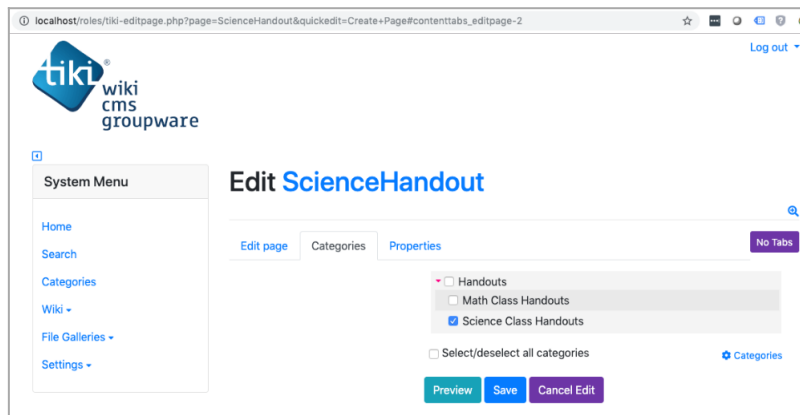 localhost/roles/tiki-editpage.php?page=ScienceHandout&quickedit=Create+Page#contenttabs_editpage-2
Log out
tiki®
wiki
cms
groupware
System Menu
Home
Search
Categories
Wiki
File Galleries
Settings
Edit ScienceHandout
Edit page Categories Properties No Tabs
Handouts
Math Class Handouts
Science Class Handouts
Select/deselect all categories Categories
Preview Save Cancel Edit